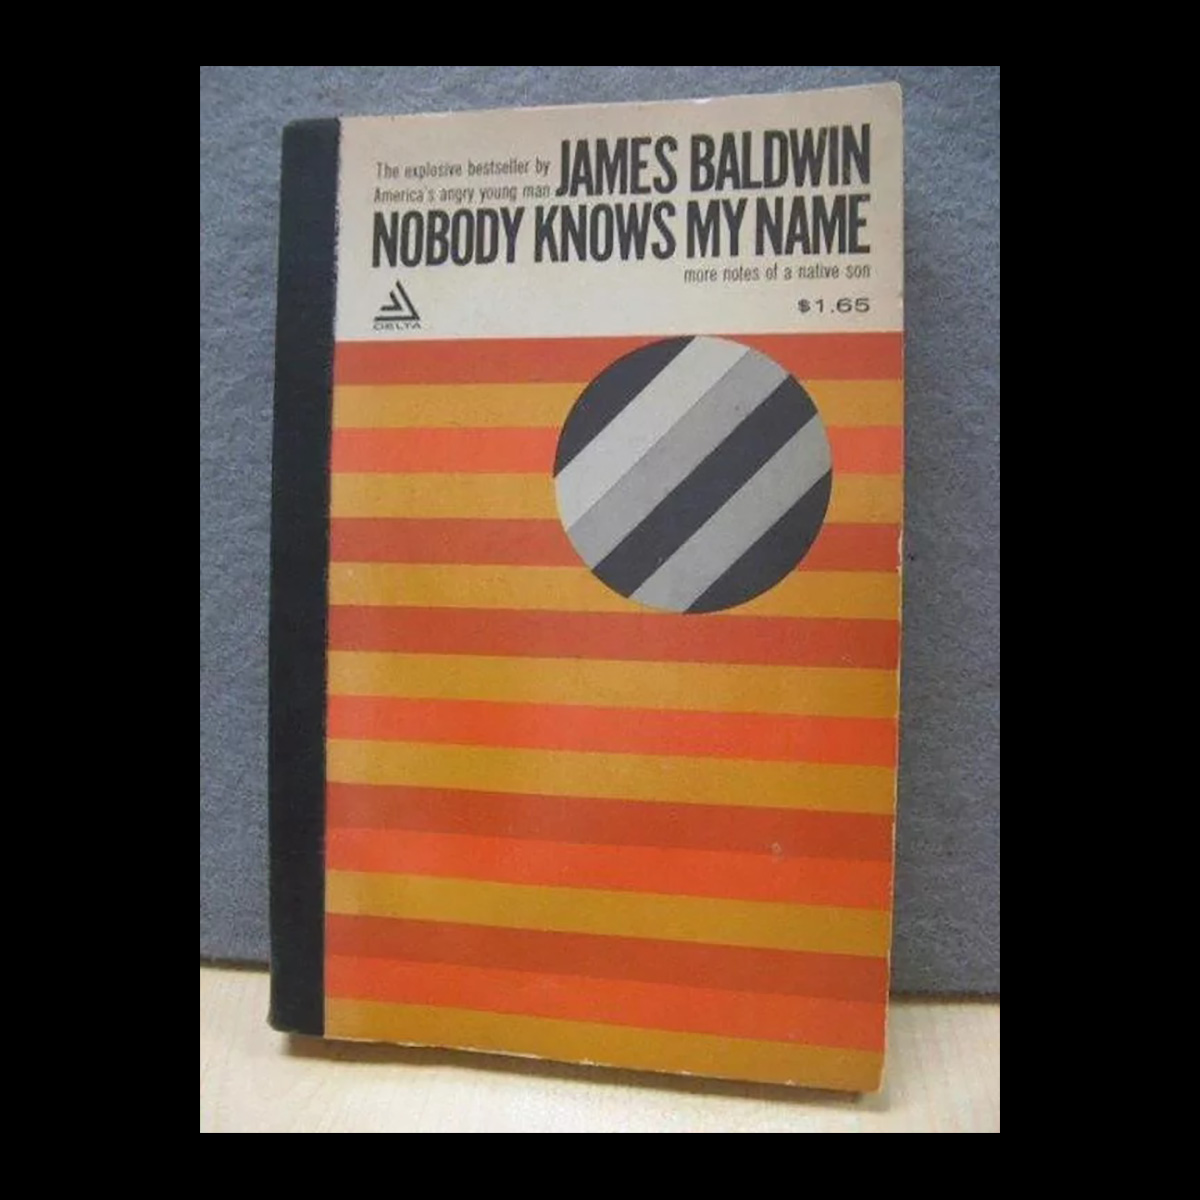 The explosive bestseller by
America's angry young man
JAMES BALDWIN
NOBODY KNOWS MY NAME
more notes of a native son
$1.65
DELTA